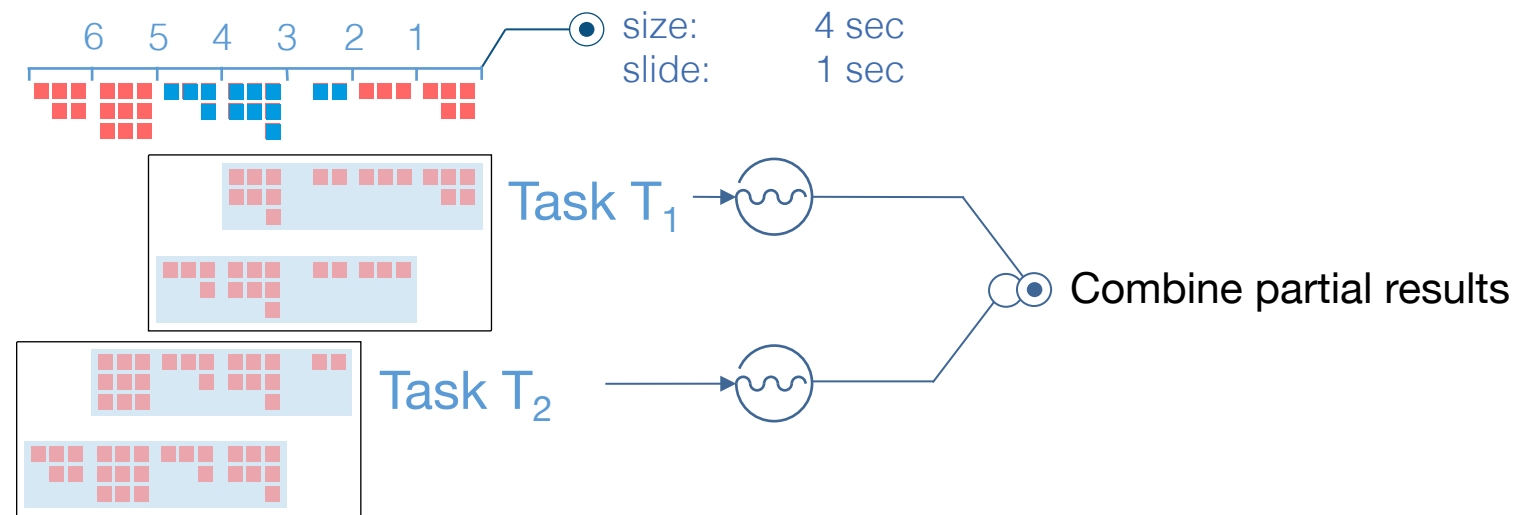 6 5 4 3 2 1
size: 4 sec
slide: 1 sec
Task T₁
Combine partial results
Task T₂